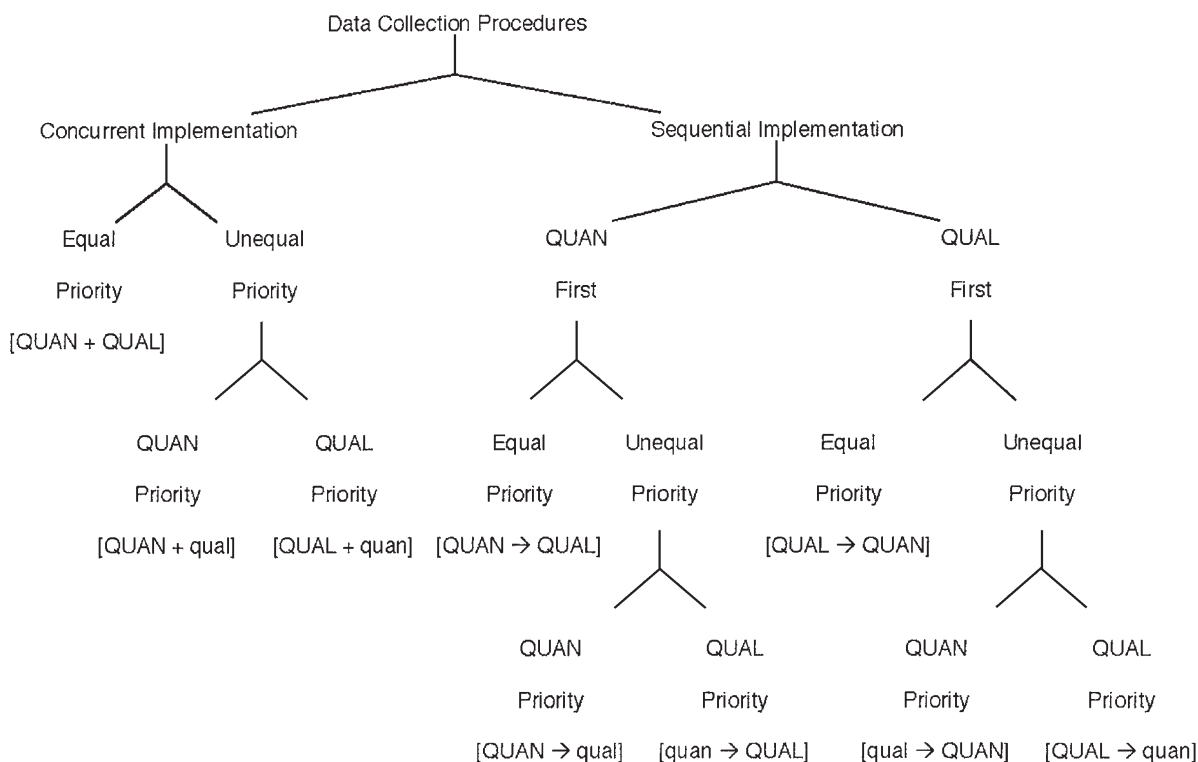 Data Collection Procedures
Concurrent Implementation
Sequential Implementation
Equal
Priority
[QUAN + QUAL]
Unequal
Priority
QUAN
First
QUAL
First
QUAN
Priority
[QUAN + qual]
QUAL
Priority
[QUAL + quan]
Equal
Priority
[QUAN → QUAL]
Unequal
Priority
Equal
Priority
[QUAL → QUAN]
Unequal
Priority
QUAN
Priority
[QUAN → qual]
QUAL
Priority
[quan → QUAL]
QUAN
Priority
[qual → QUAN]
QUAL
Priority
[QUAL → quan]